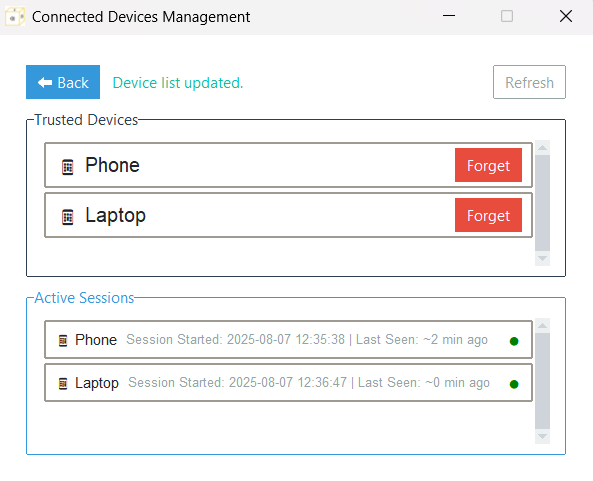 Connected Devices Management
⬅ Back Device list updated. Refresh
Trusted Devices
Phone Forget
Laptop Forget
Active Sessions
Phone Session Started: 2025-08-07 12:35:38 | Last Seen: ~2 min ago
Laptop Session Started: 2025-08-07 12:36:47 | Last Seen: ~0 min ago